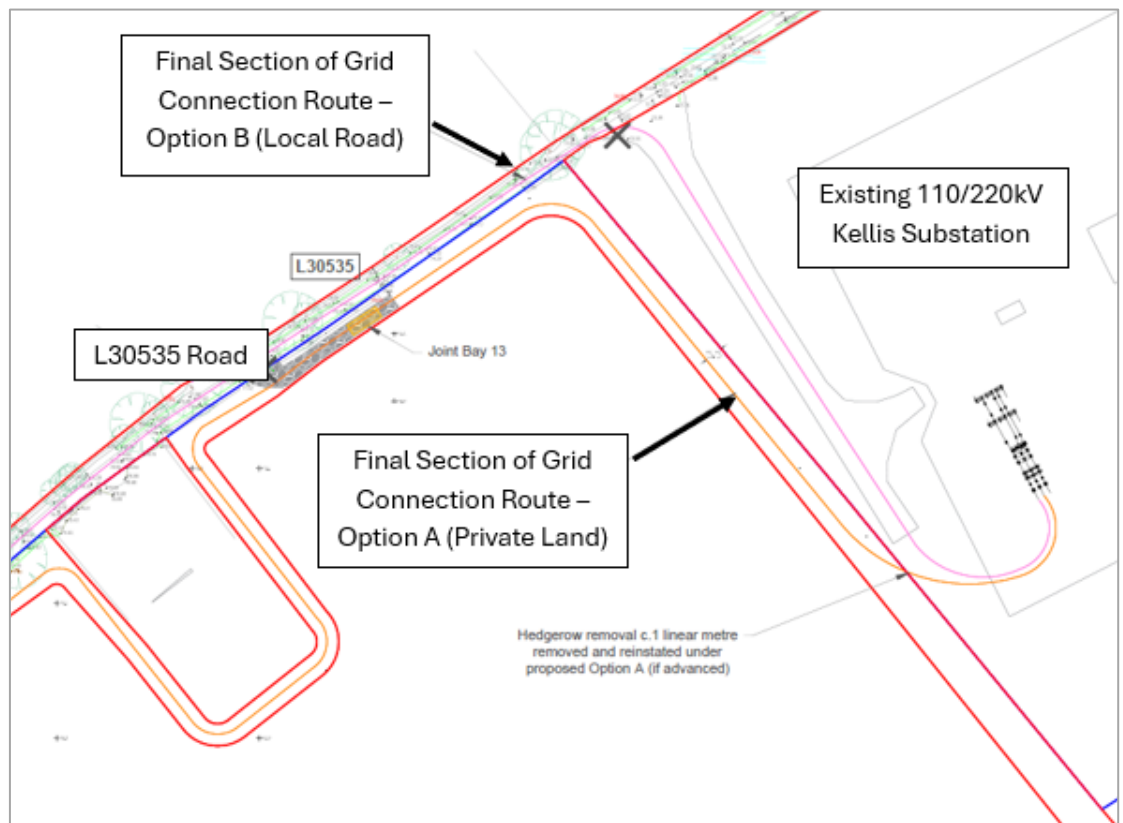 Final Section of Grid
Connection Route –
Option B (Local Road)
Existing 110/220kV
Kellis Substation
L30535
L30535 Road
Joint Bay 13
Final Section of Grid
Connection Route –
Option A (Private Land)
Hedgerow removal c.1 linear metre
removed and reinstated under
proposed Option A (if advanced)